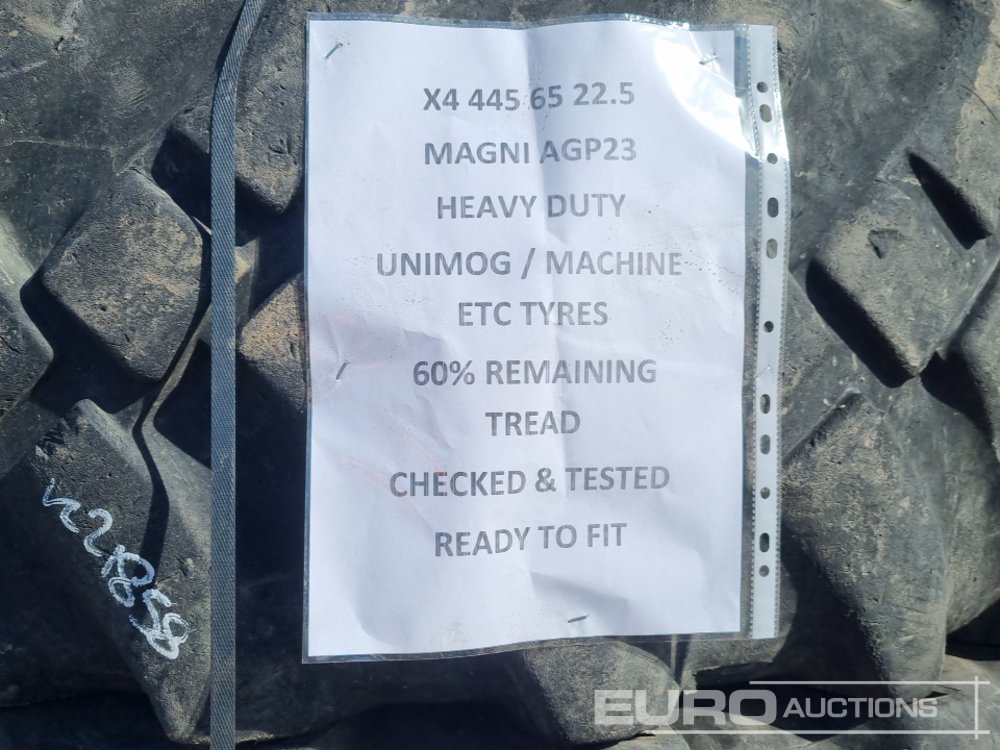 X4 445 65 22.5
MAGNI AGP23
HEAVY DUTY
UNIMOG / MACHINE
ETC TYRES
60% REMAINING
TREAD
CHECKED & TESTED
READY TO FIT
EURO AUCTIONS